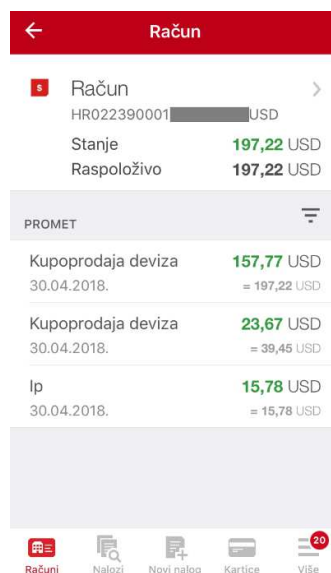 Račun
s
Račun
HR022390001 USD
Stanje 197,22 USD
Raspoloživo 197,22 USD
PROMET
Kupoprodaja deviza 157,77 USD
30.04.2018. = 197,22 USD
Kupoprodaja deviza 23,67 USD
30.04.2018. = 39,45 USD
Ip 15,78 USD
30.04.2018. = 15,78 USD
20
Računi Nalozi Novi nalog Kartice Više